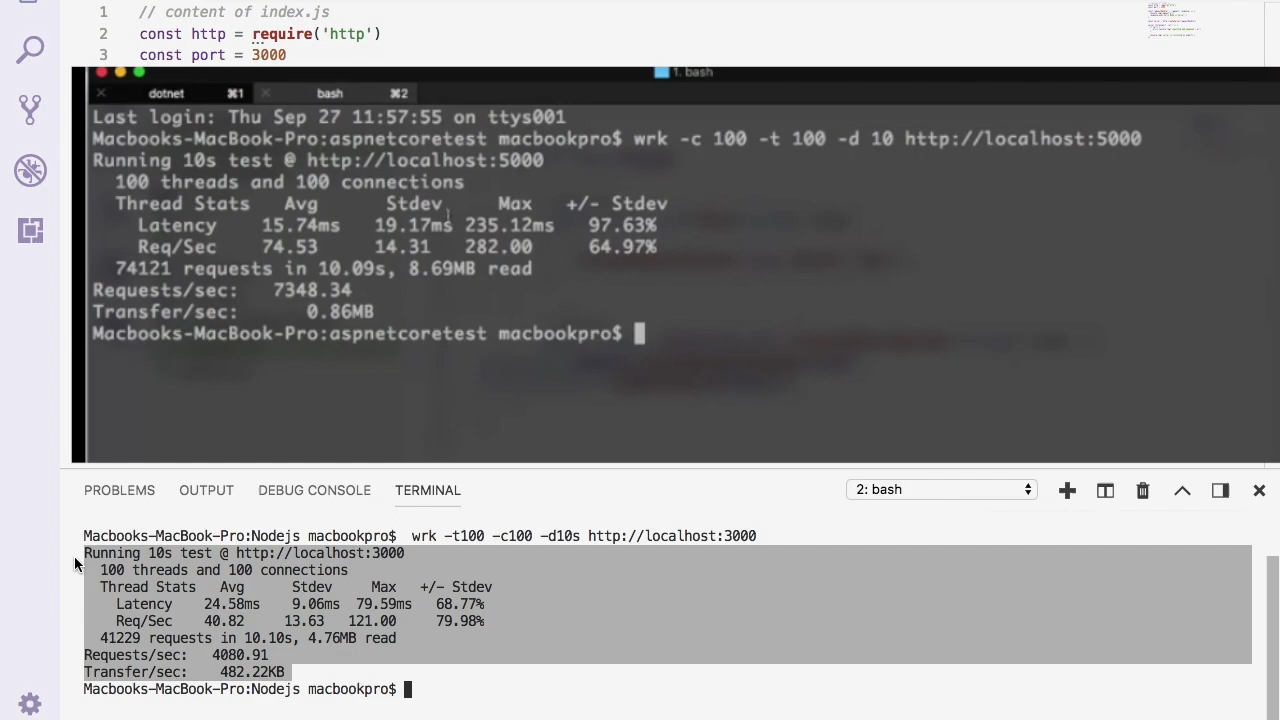 1 // content of index.js
2 const http = require('http')
3 const port = 3000
1. bash
dotnet ⌘1 bash ⌘2
Last login: Thu Sep 27 11:57:55 on ttys001
Macbooks-MacBook-Pro:aspnetcoretest macbookpro$ wrk -c 100 -t 100 -d 10 http://localhost:5000
Running 10s test @ http://localhost:5000
100 threads and 100 connections
Thread Stats Avg Stdev Max +/- Stdev
Latency 15.74ms 19.17ms 235.12ms 97.63%
Req/Sec 74.53 14.31 282.00 64.97%
74121 requests in 10.09s, 8.69MB read
Requests/sec: 7348.34
Transfer/sec: 0.86MB
Macbooks-MacBook-Pro:aspnetcoretest macbookpro$
PROBLEMS OUTPUT DEBUG CONSOLE TERMINAL 2: bash
Macbooks-MacBook-Pro:Nodejs macbookpro$ wrk -t100 -c100 -d10s http://localhost:3000
Running 10s test @ http://localhost:3000
100 threads and 100 connections
Thread Stats Avg Stdev Max +/- Stdev
Latency 24.58ms 9.06ms 79.59ms 68.77%
Req/Sec 40.82 13.63 121.00 79.98%
41229 requests in 10.10s, 4.76MB read
Requests/sec: 4080.91
Transfer/sec: 482.22KB
Macbooks-MacBook-Pro:Nodejs macbookpro$